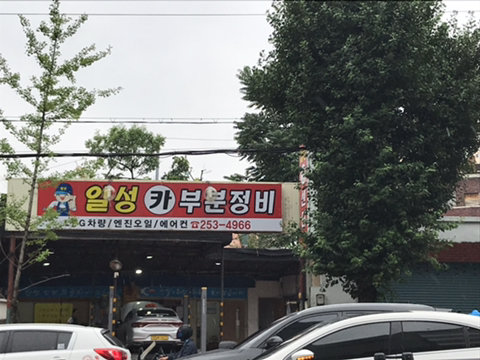 일성 카 부분정비
LPG차량/엔진오일/에어컨 ☎253-4966